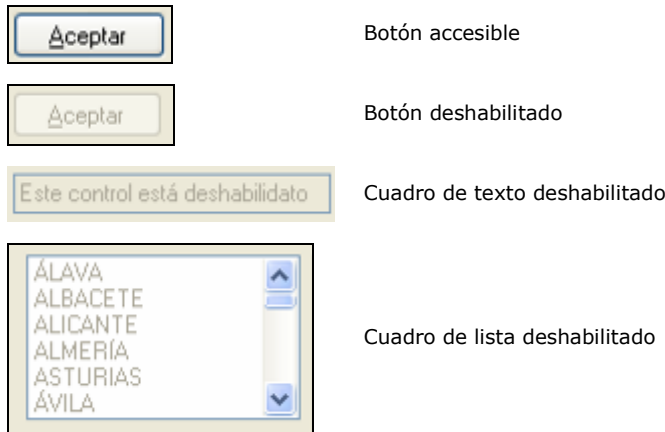 Aceptar
Botón accesible
Aceptar
Botón deshabilitado
Este control está deshabilidato
Cuadro de texto deshabilitado
ÁLAVA
ALBACETE
ALICANTE
ALMERÍA
ASTURIAS
ÁVILA
Cuadro de lista deshabilitado